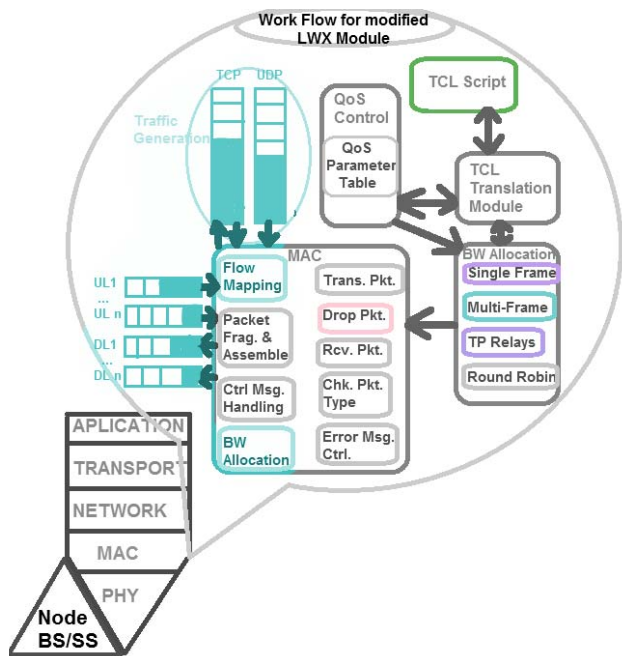 Work Flow for modified
LWX Module
TCP UDP
Traffic
Generation
QoS
Control
QoS
Parameter
Table
TCL Script
TCL
Translation
Module
MAC
Flow
Mapping
Packet
Frag. &
Assemble
Ctrl Msg.
Handling
BW
Allocation
Trans. Pkt.
Drop Pkt.
Rcv. Pkt.
Chk. Pkt.
Type
Error Msg.
Ctrl.
BW Allocation
Single Frame
Multi-Frame
TP Relays
Round Robin
UL1
...
UL n
DL1
...
DL n
APLICATION
TRANSPORT
NETWORK
MAC
PHY
Node
BS/SS